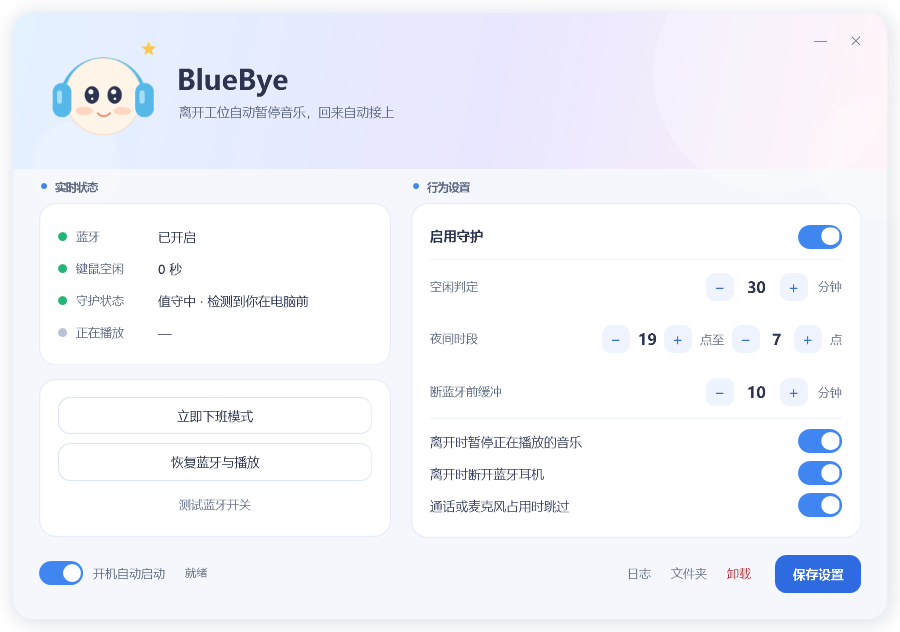 BlueBye
离开工位自动暂停音乐，回来自动接上
实时状态
蓝牙 已开启
键鼠空闲 0 秒
守护状态 值守中 · 检测到你在电脑前
正在播放 —
立即下班模式
恢复蓝牙与播放
测试蓝牙开关
行为设置
启用守护
空闲判定 − 30 + 分钟
夜间时段 − 19 + 点至 − 7 + 点
断蓝牙前缓冲 − 10 + 分钟
离开时暂停正在播放的音乐
离开时断开蓝牙耳机
通话或麦克风占用时跳过
开机自动启动 就绪 日志 文件夹 卸载 保存设置